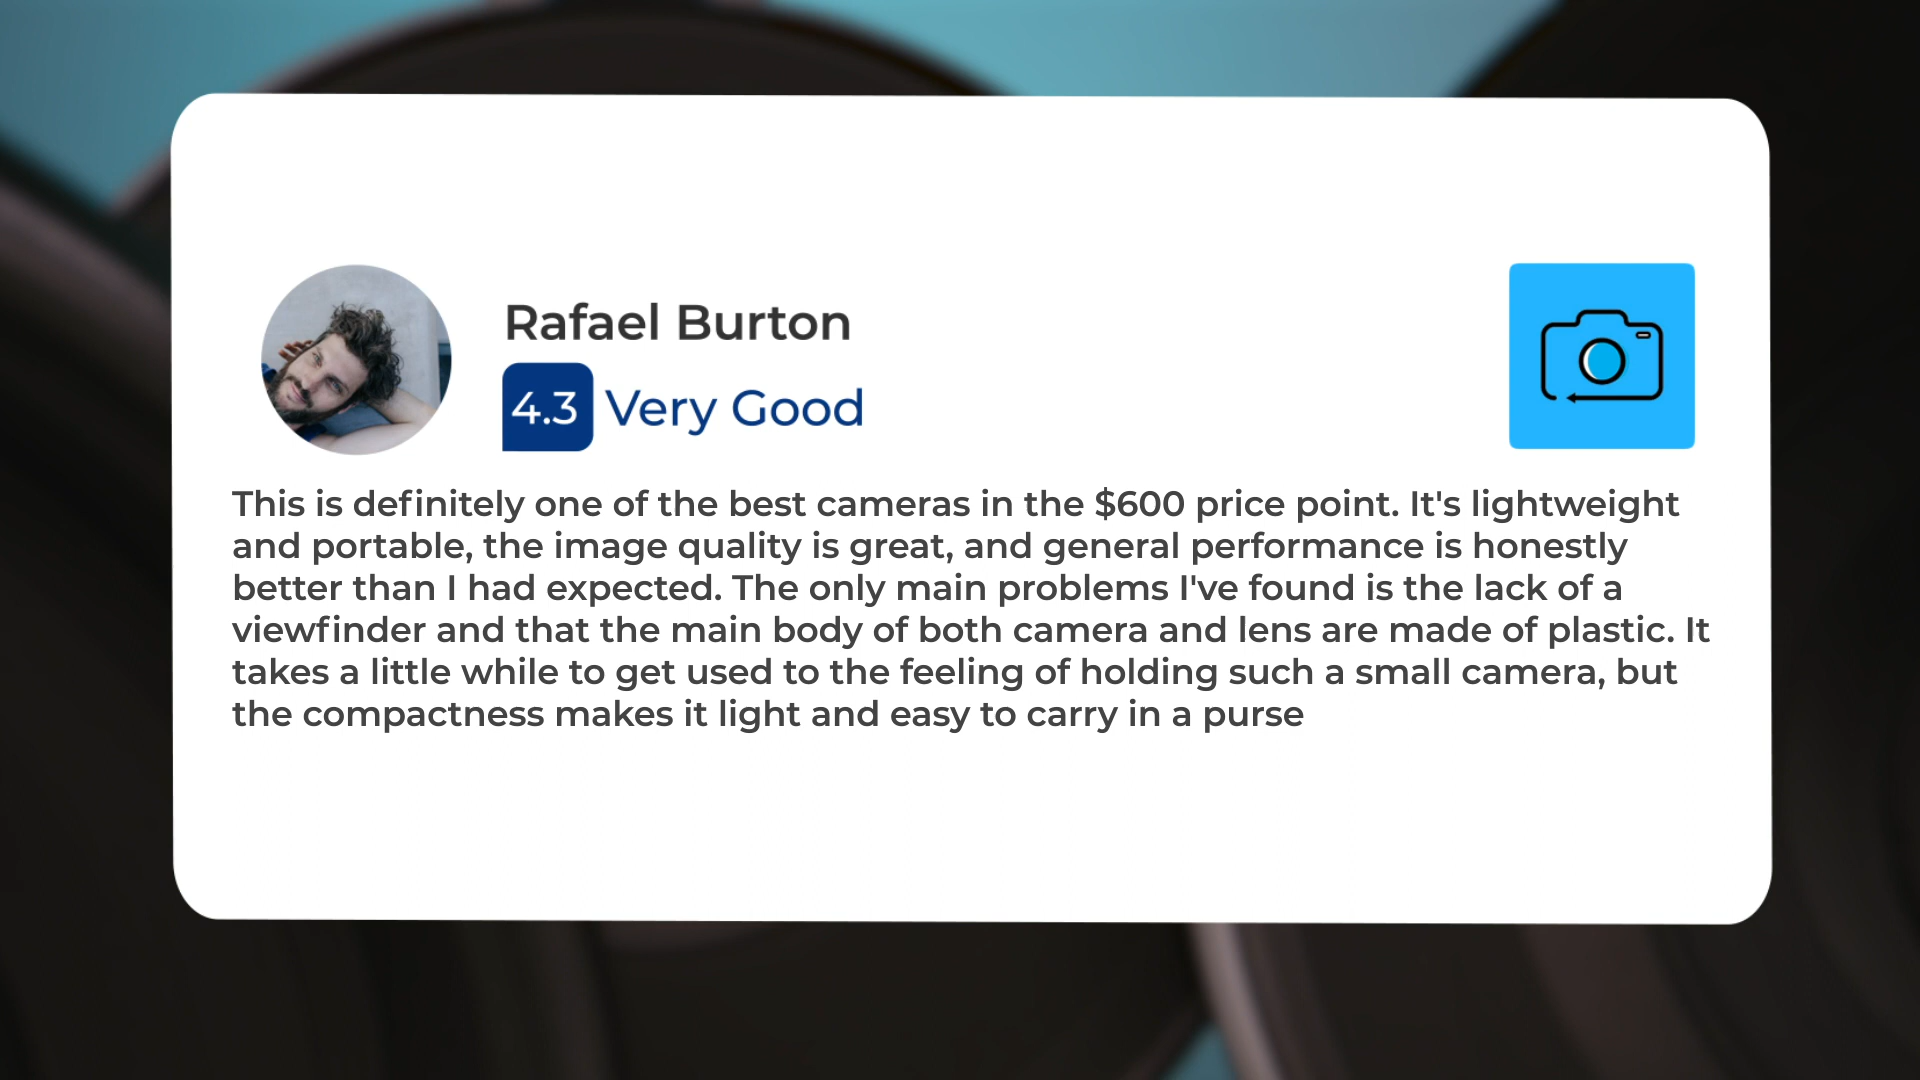 Rafael Burton
4.3 Very Good
This is definitely one of the best cameras in the $600 price point. It's lightweight
and portable, the image quality is great, and general performance is honestly
better than I had expected. The only main problems I've found is the lack of a
viewfinder and that the main body of both camera and lens are made of plastic. It
takes a little while to get used to the feeling of holding such a small camera, but
the compactness makes it light and easy to carry in a purse